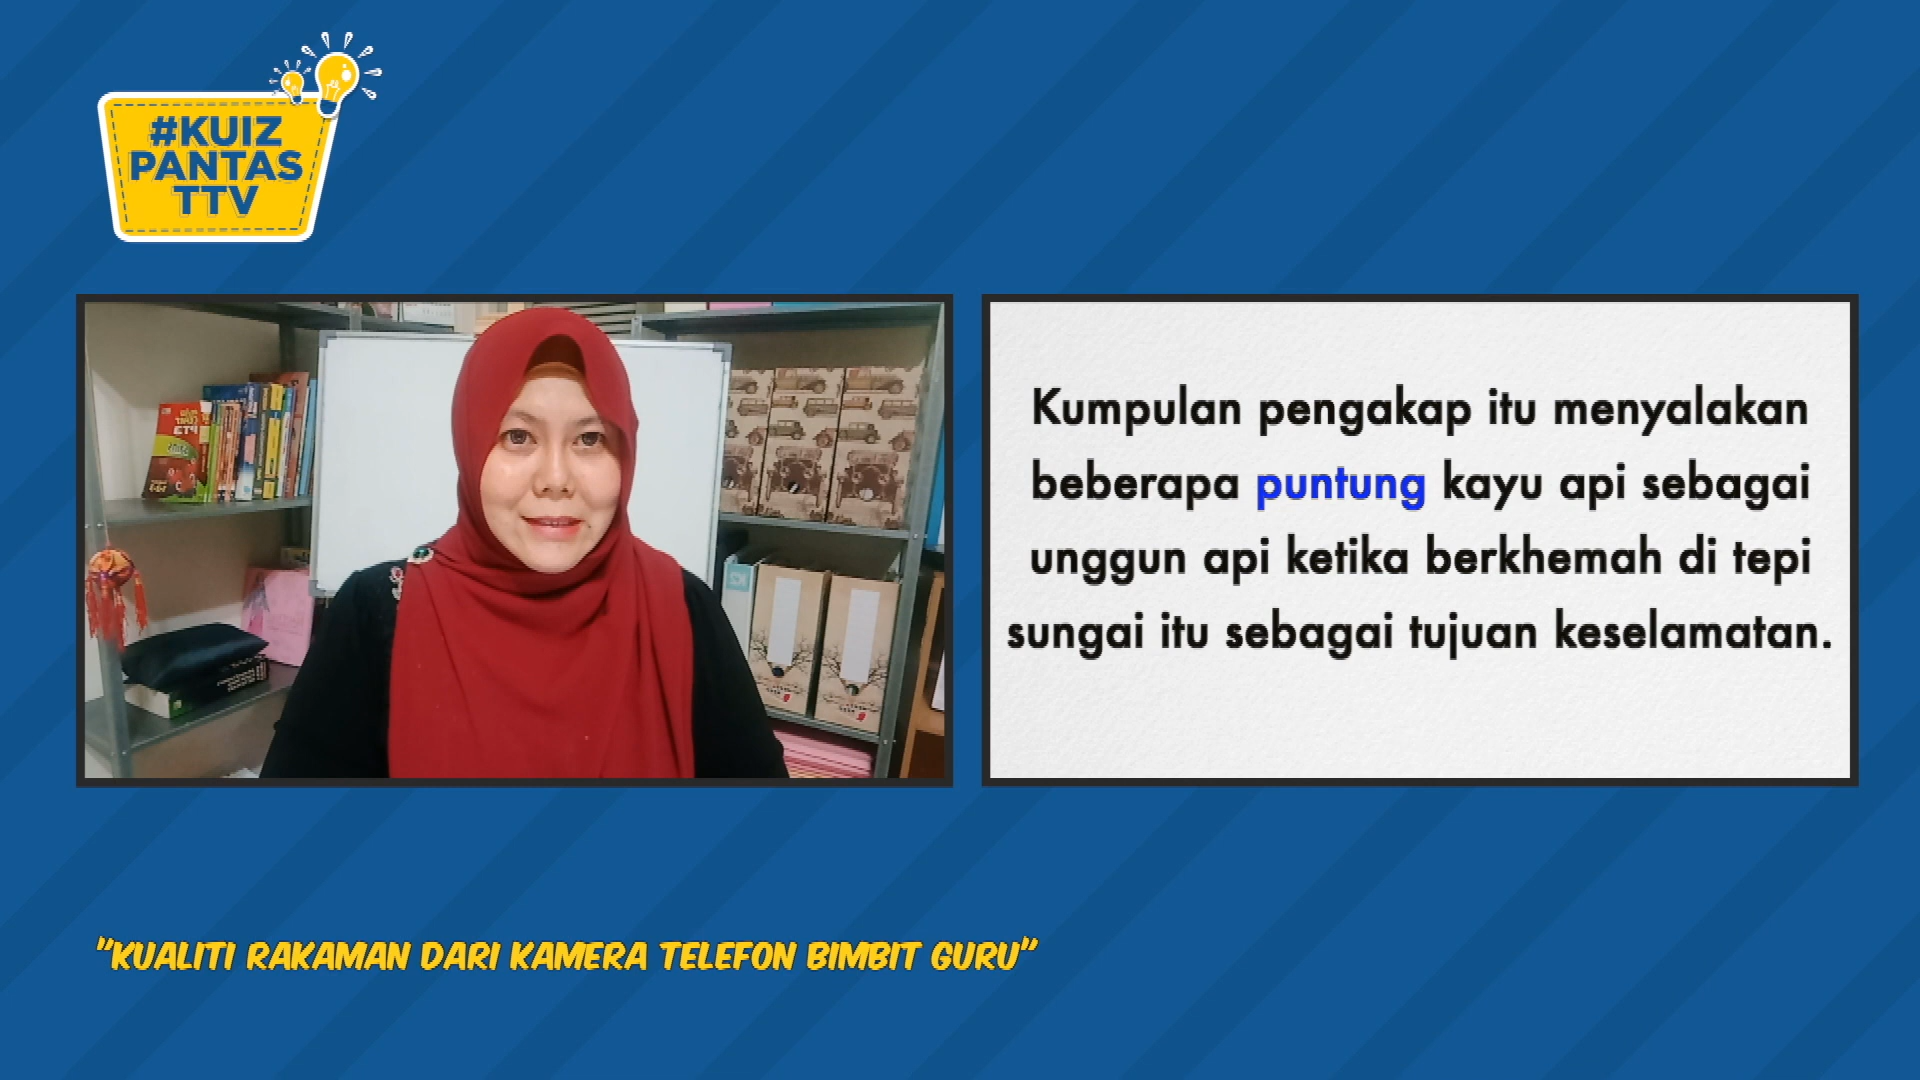 #KUIZ
PANTAS
TTV
Kumpulan pengakap itu menyalakan
beberapa puntung kayu api sebagai
unggun api ketika berkhemah di tepi
sungai itu sebagai tujuan keselamatan.
"KUALITI RAKAMAN DARI KAMERA TELEFON BIMBIT GURU"